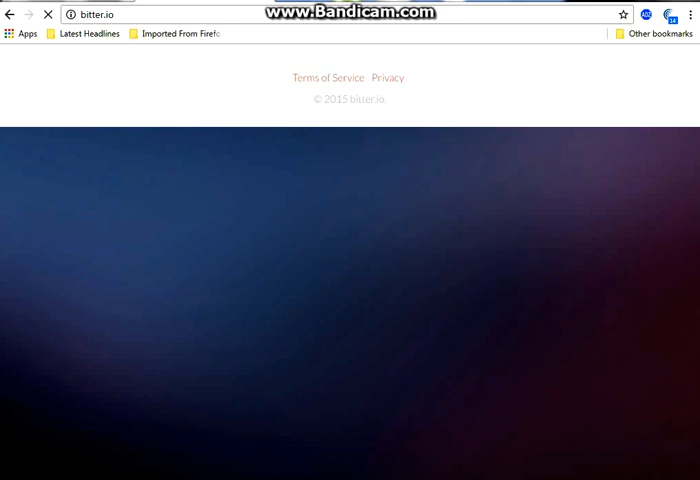 www.Bandicam.com
bitter.io
Apps Latest Headlines Imported From Firefo Other bookmarks
Terms of Service Privacy
© 2015 bitter.io.